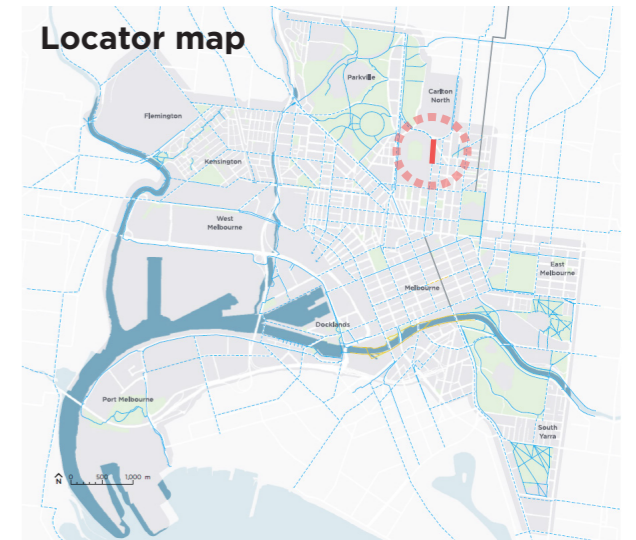 Locator map
Parkville
Carlton
North
Flemington
Kensington
West
Melbourne
East
Melbourne
Melbourne
Docklands
Port Melbourne
South
Yarra
N
0 500 1,000 m